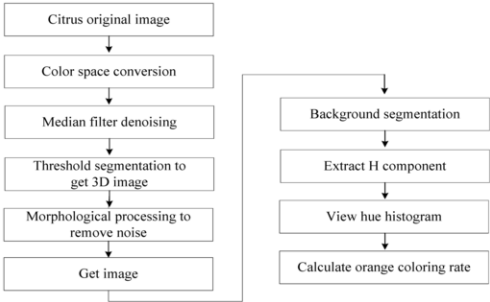 Citrus original image
Color space conversion
Median filter denoising
Threshold segmentation to
get 3D image
Morphological processing to
remove noise
Get image
Background segmentation
Extract H component
View hue histogram
Calculate orange coloring rate